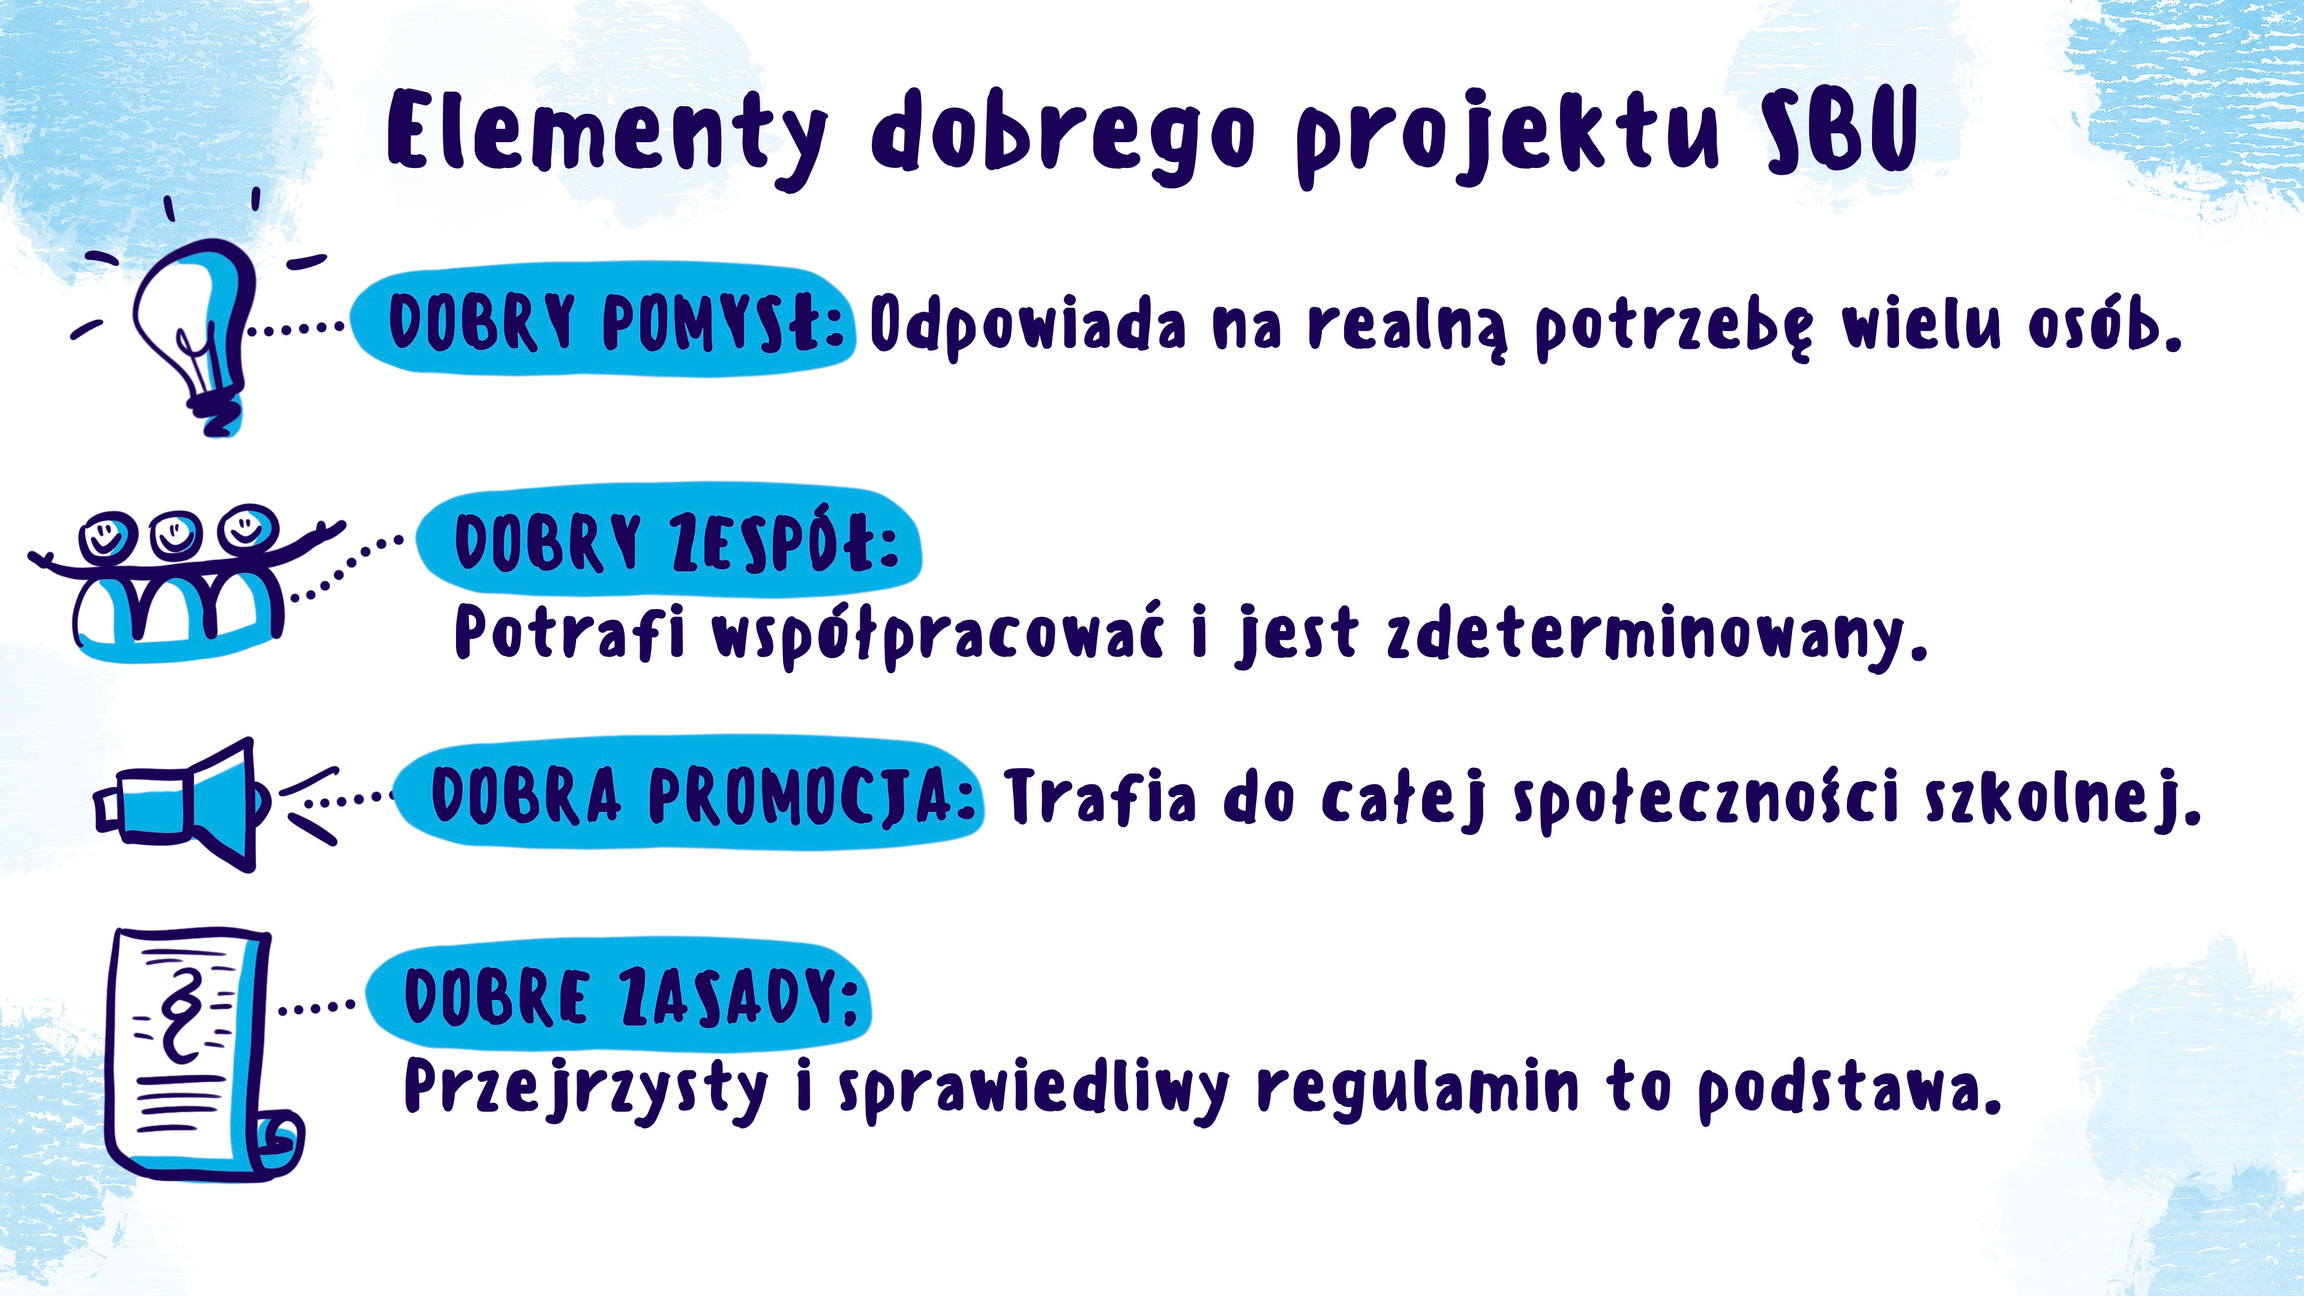 Elementy dobrego projektu SBU
DOBRY POMYSŁ: Odpowiada na realną potrzebę wielu osób.
DOBRY ZESPÓŁ:
Potrafi współpracować i jest zdeterminowany.
DOBRA PROMOCJA: Trafia do całej społeczności szkolnej.
DOBRE ZASADY:
Przejrzysty i sprawiedliwy regulamin to podstawa.
§